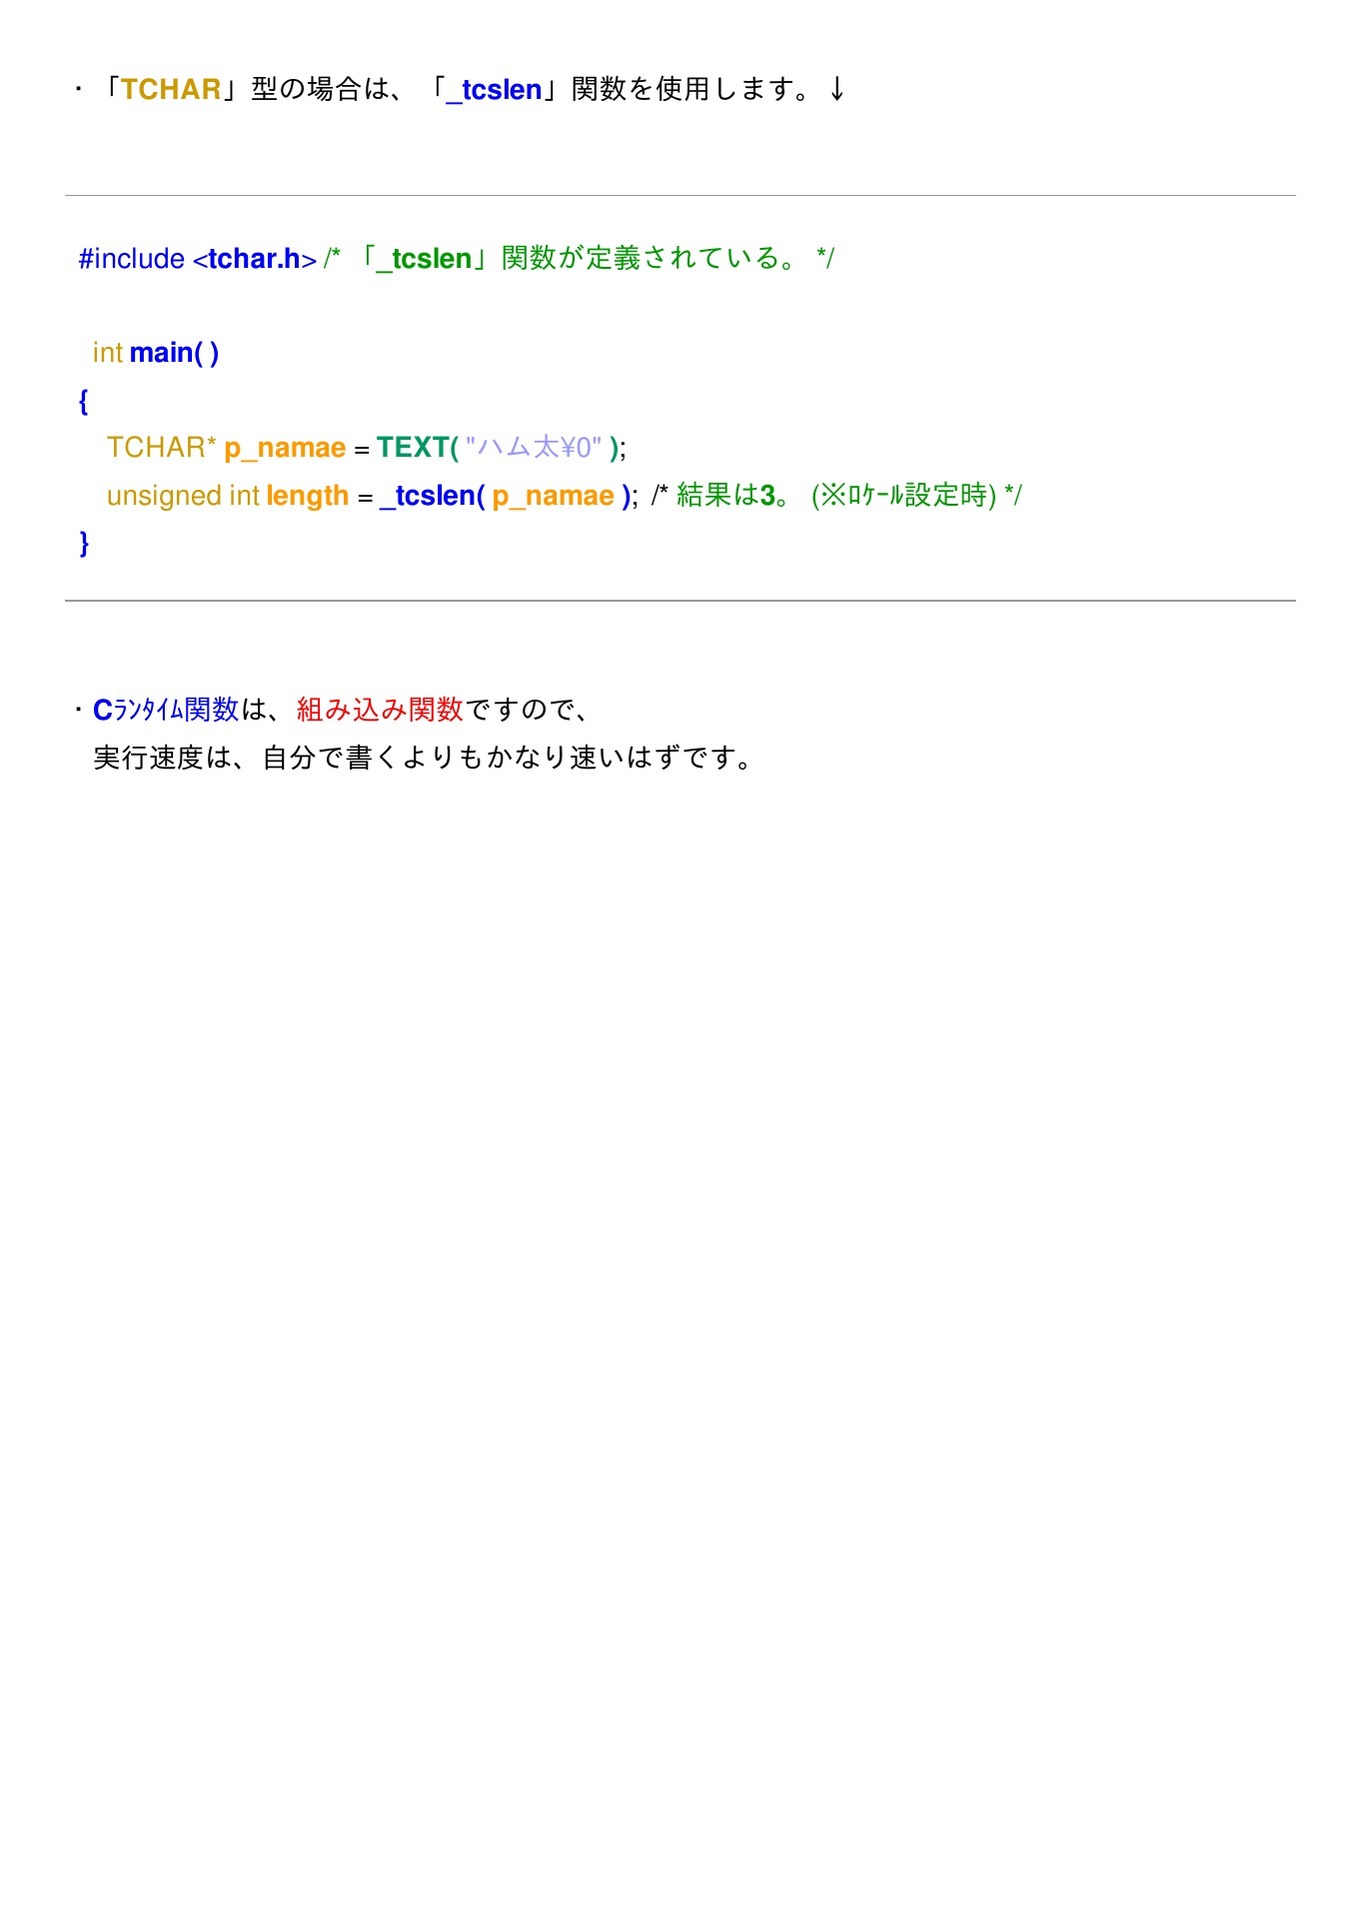 ・「TCHAR」型の場合は、「_tcslen」関数を使用します。↓
#include <tchar.h> /* 「_tcslen」関数が定義されている。 */
int main( )
{
TCHAR* p_namae = TEXT( "ハム太¥0" );
unsigned int length = _tcslen( p_namae ); /* 結果は3。 (※ﾛｹｰﾙ設定時) */
}
・Cﾗﾝﾀｲﾑ関数は、組み込み関数ですので、
実行速度は、自分で書くよりもかなり速いはずです。